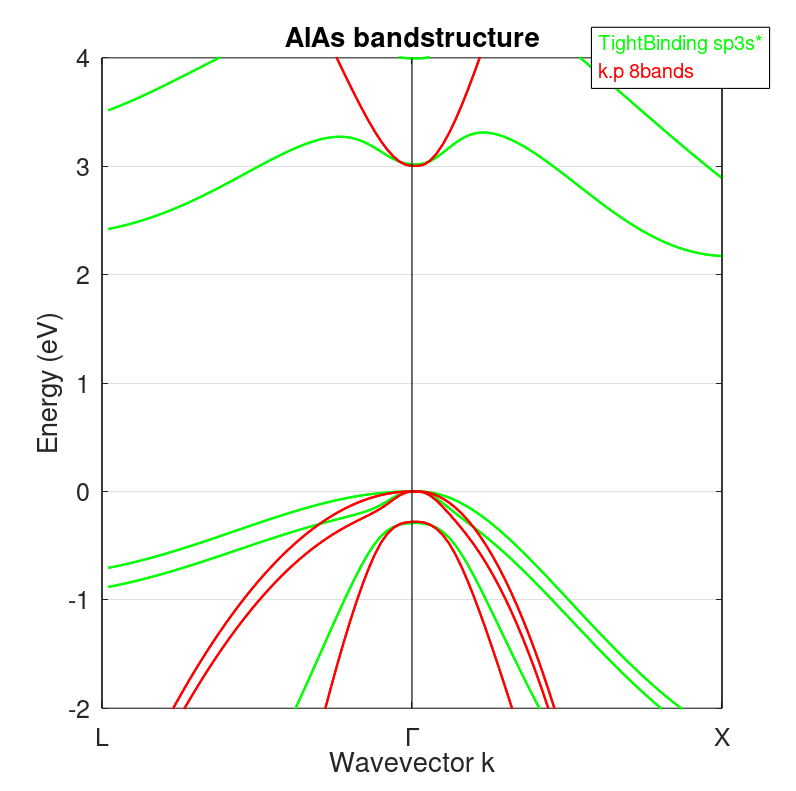 AlAs bandstructure
TightBinding sp3s*
k.p 8bands
4
3
2
1
0
-1
-2
Energy (eV)
L Γ X
Wavevector k